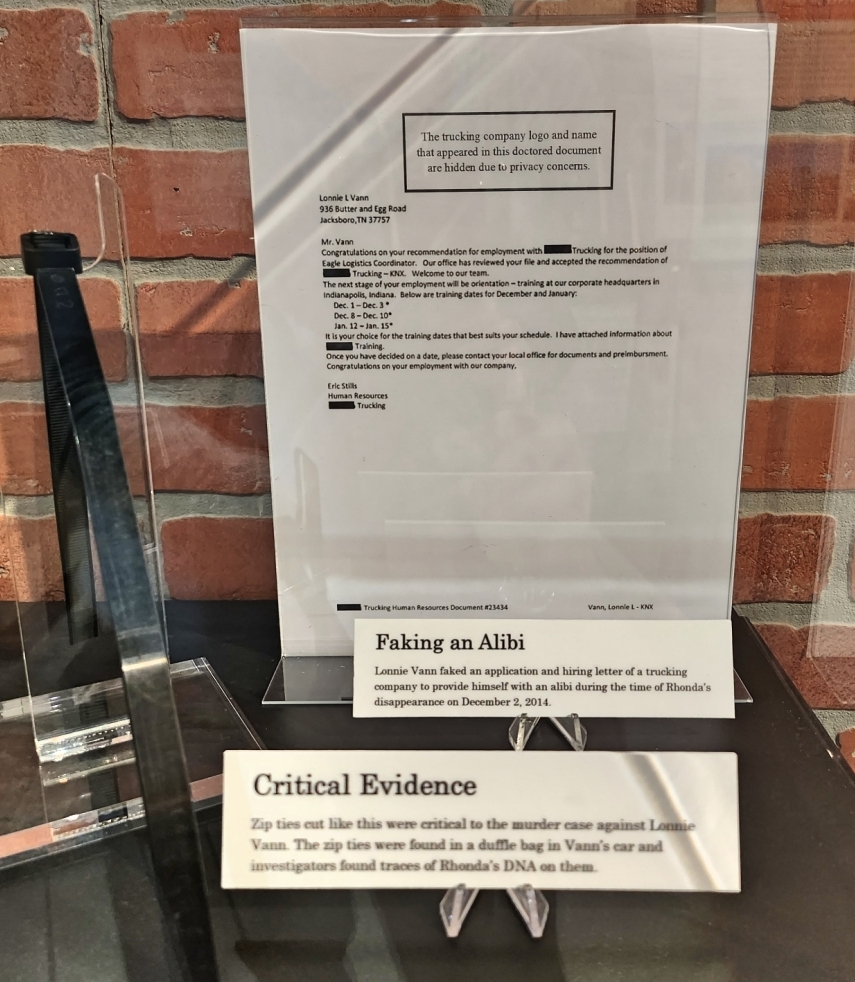 The trucking company logo and name
that appeared in this doctored document
are hidden due to privacy concerns.
Lonnie L Vann
936 Butter and Egg Road
Jacksboro,TN 37757
Mr. Vann
Congratulations on your recommendation for employment with Trucking for the position of
Eagle Logistics Coordinator. Our office has reviewed your file and accepted the recommendation of
Trucking – KNX. Welcome to our team.
The next stage of your employment will be orientation – training at our corporate headquarters in
Indianapolis, Indiana. Below are training dates for December and January:
Dec. 1 – Dec. 3 *
Dec. 8 – Dec. 10*
Jan. 12 – Jan. 15*
It is your choice for the training dates that best suits your schedule. I have attached information about
Training.
Once you have decided on a date, please contact your local office for documents and preimbursment.
Congratulations on your employment with our company.
Eric Stills
Human Resources
Trucking
Trucking Human Resources Document #23434 Vann, Lonnie L - KNX
Faking an Alibi
Lonnie Vann faked an application and hiring letter of a trucking
company to provide himself with an alibi during the time of Rhonda's
disappearance on December 2, 2014.
Critical Evidence
Zip ties cut like this were critical to the murder case against Lonnie
Vann. The zip ties were found in a duffle bag in Vann's car and
investigators found traces of Rhonda's DNA on them.